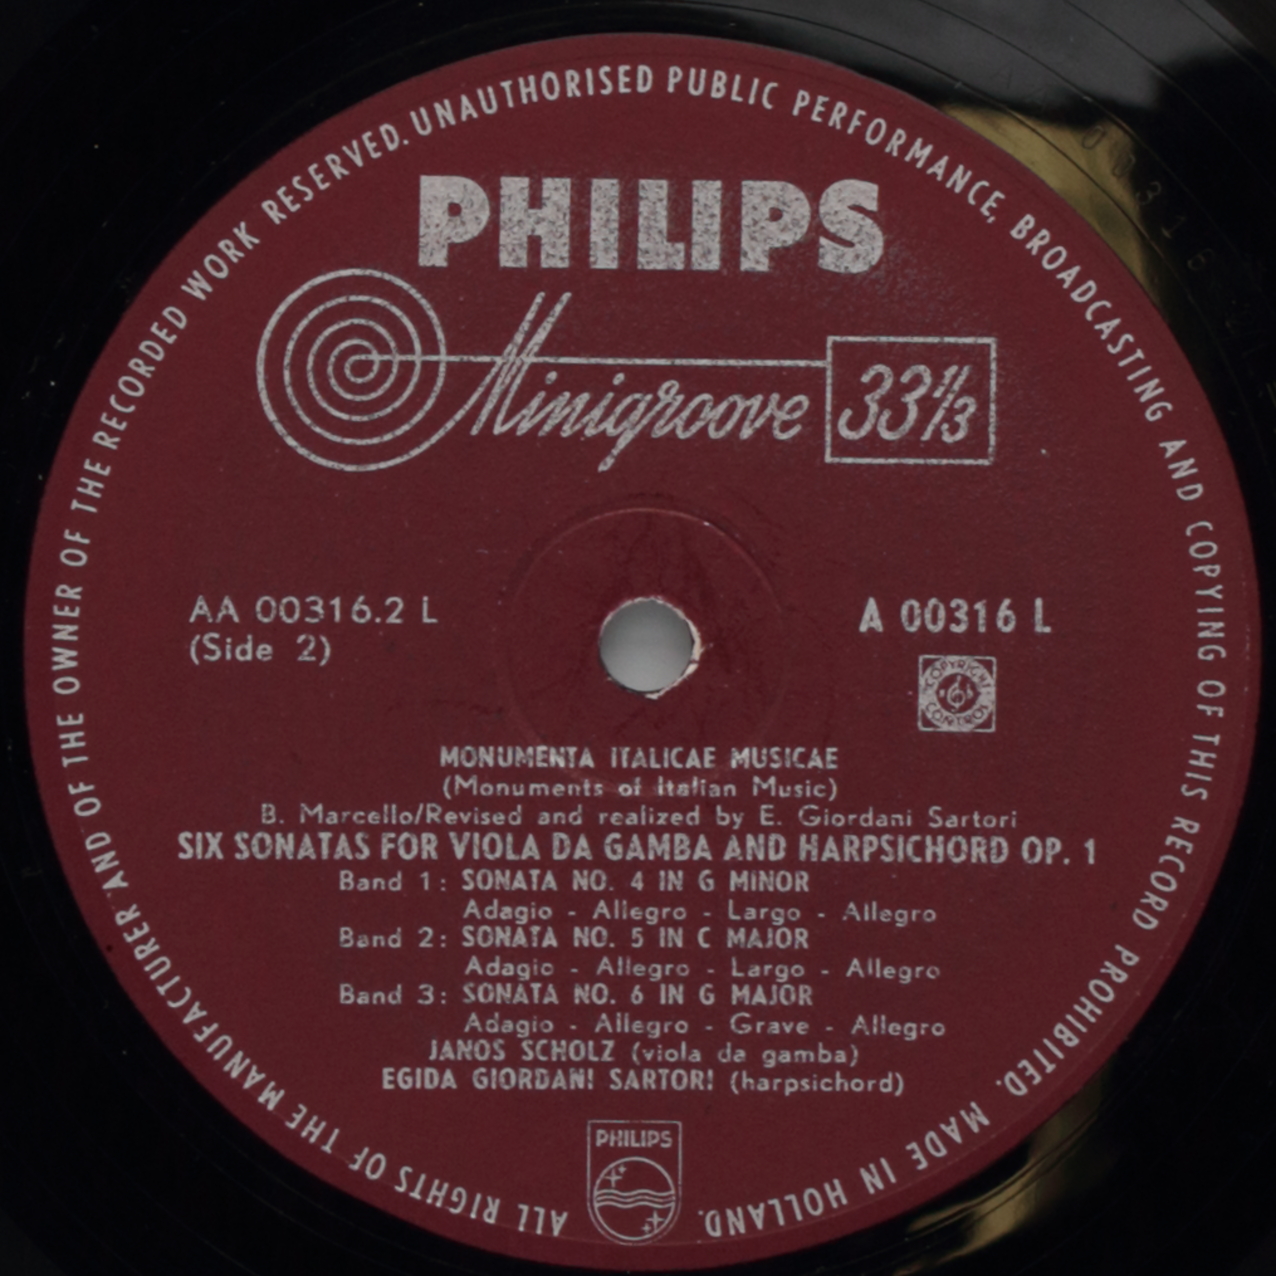 ALL RIGHTS OF THE MANUFACTURER AND OF THE OWNER OF THE RECORDED WORK RESERVED. UNAUTHORISED PUBLIC PERFORMANCE, BROADCASTING AND COPYING OF THIS RECORD PROHIBITED. MADE IN HOLLAND.
PHILIPS
Minigroove 33 1/3
AA 00316.2 L
(Side 2)
A 00316 L
COPYRIGHT CONTROL
MONUMENTA ITALICAE MUSICAE
(Monuments of Italian Music)
B. Marcello/Revised and realized by E. Giordani Sartori
SIX SONATAS FOR VIOLA DA GAMBA AND HARPSICHORD OP. 1
Band 1: SONATA NO. 4 IN G MINOR
Adagio - Allegro - Largo - Allegro
Band 2: SONATA NO. 5 IN C MAJOR
Adagio - Allegro - Largo - Allegro
Band 3: SONATA NO. 6 IN G MAJOR
Adagio - Allegro - Grave - Allegro
JANOS SCHOLZ (viola da gamba)
EGIDA GIORDANI SARTORI (harpsichord)
PHILIPS